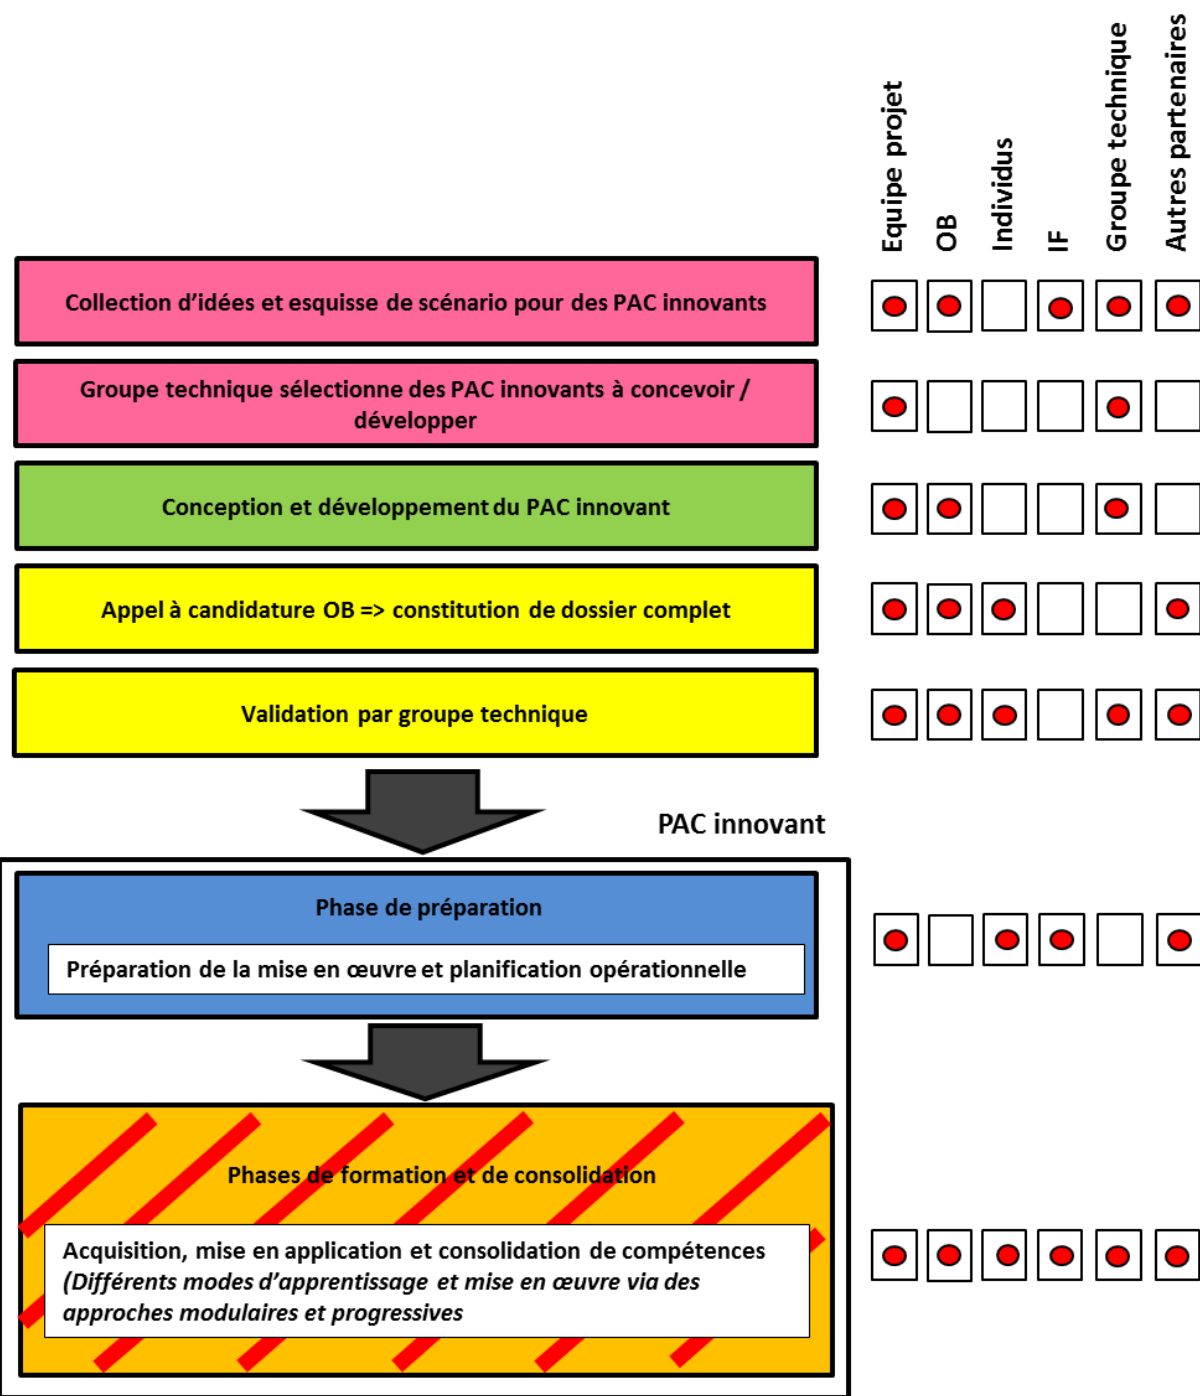 Equipe projet
OB
Individus
IF
Groupe technique
Autres partenaires
Collection d’idées et esquisse de scénario pour des PAC innovants
Groupe technique sélectionne des PAC innovants à concevoir /
développer
Conception et développement du PAC innovant
Appel à candidature OB => constitution de dossier complet
Validation par groupe technique
PAC innovant
Phase de préparation
Préparation de la mise en œuvre et planification opérationnelle
Phases de formation et de consolidation
Acquisition, mise en application et consolidation de compétences
(Différents modes d’apprentissage et mise en œuvre via des
approches modulaires et progressives